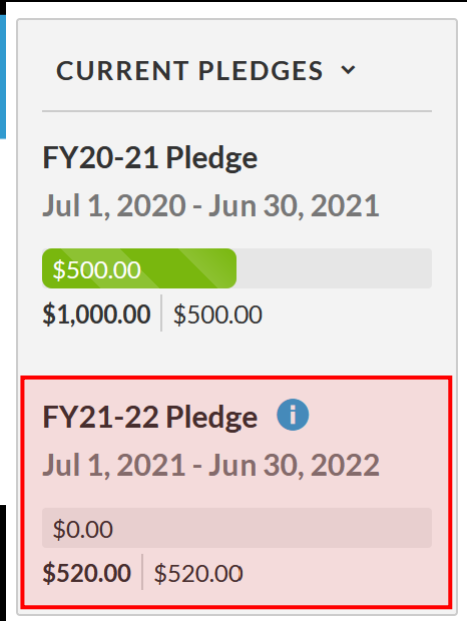 CURRENT PLEDGES
FY20-21 Pledge
Jul 1, 2020 - Jun 30, 2021
$500.00
$1,000.00 $500.00
FY21-22 Pledge i
Jul 1, 2021 - Jun 30, 2022
$0.00
$520.00 $520.00